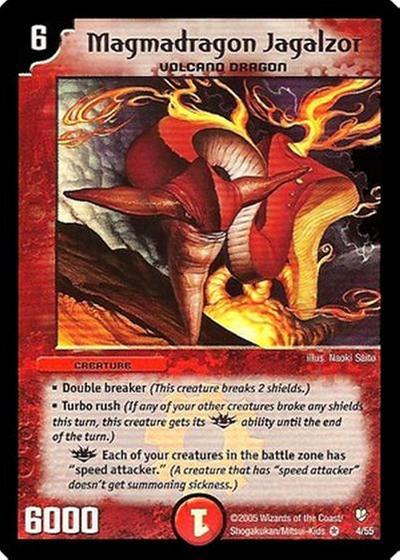 6 Magmadragon Jagalzor
VOLCANO DRAGON
illus. Naoki Saito
CREATURE
▪ Double breaker (This creature breaks 2 shields.)
▪ Turbo rush (If any of your other creatures broke any shields
this turn, this creature gets its ability until the end
of the turn.)
Each of your creatures in the battle zone has
"speed attacker." (A creature that has "speed attacker"
doesn't get summoning sickness.)
6000
1
©2005 Wizards of the Coast/
Shogakukan/Mitsui-Kids
4/55